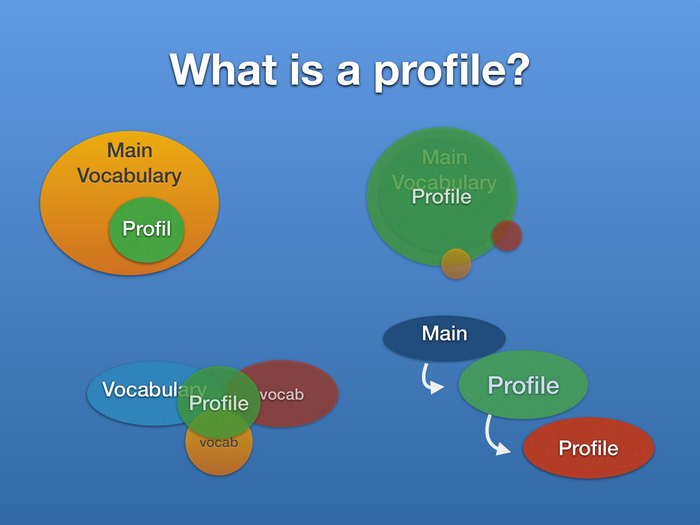 What is a profile?
Main
Vocabulary
Profil
Main
Vocabulary
Profile
Main
Profile
Profile
Vocabulary
Profile
vocab
vocab